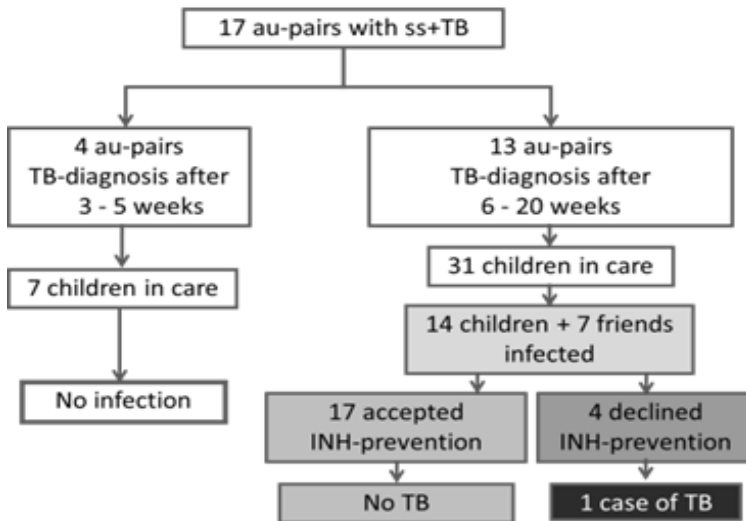 17 au-pairs with ss+TB
4 au-pairs
TB-diagnosis after
3 - 5 weeks
13 au-pairs
TB-diagnosis after
6 - 20 weeks
7 children in care
31 children in care
14 children + 7 friends
infected
No infection
17 accepted
INH-prevention
4 declined
INH-prevention
No TB
1 case of TB